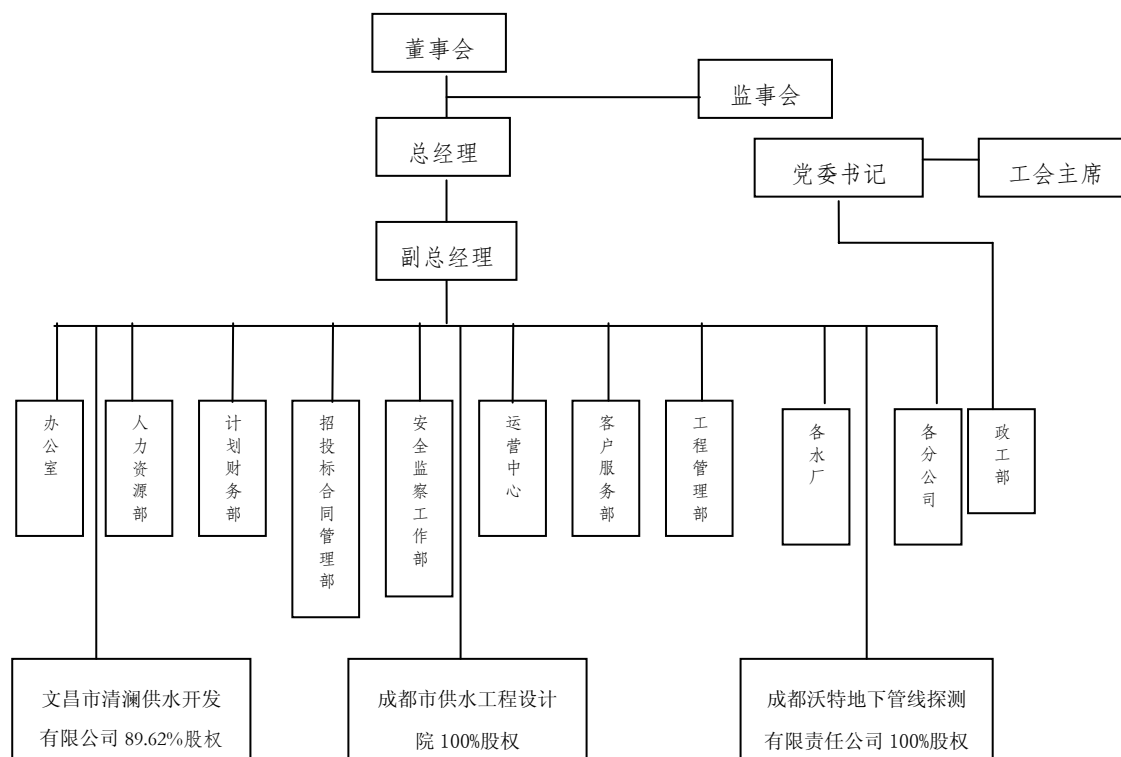 董事会
监事会
总经理
党委书记
工会主席
副总经理
办公室
人力资源部
计划财务部
招投标合同管理部
安全监察工作部
运营中心
客户服务部
工程管理部
各水厂
各分公司
政工部
文昌市清澜供水开发
有限公司 89.62%股权
成都市供水工程设计
院 100%股权
成都沃特地下管线探测
有限责任公司 100%股权